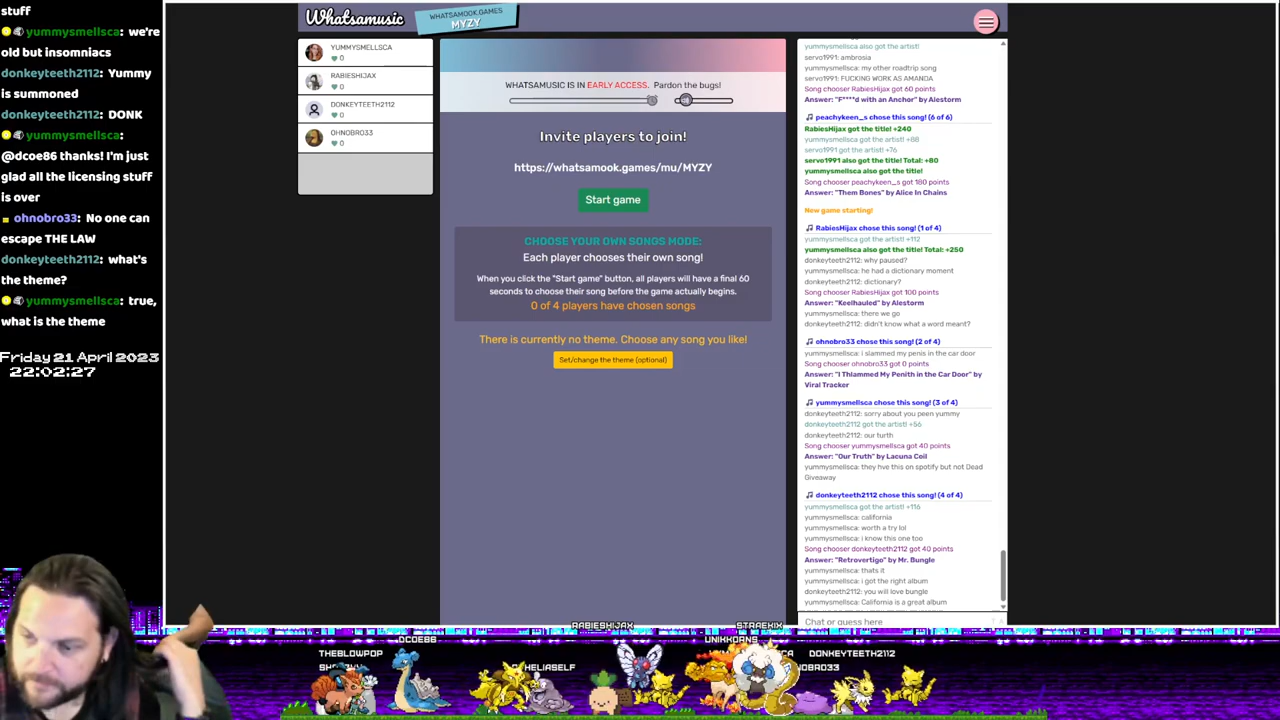 stuff
yummysmellsca: we're
old but insomniacs
donkeyteeth2112: Yummy
is summoned
donkeyteeth2112: DONK
yummysmellsca:
thanks! I'm just
glad all the licensing stuff
is over
ohnobro33: No one can
escape THE LAW
donkeyteeth2112: whats
the theme?
yummysmellsca: true,
what is the theme
Friday 21 April 2023
22:02:27
Whatsamusic
WHATSAMOOK.GAMES
MYZY
YUMMYSMELLSCA
0
RABIESHIJAX
0
DONKEYTEETH2112
0
OHNOBRO33
0
WHATSAMUSIC IS IN EARLY ACCESS. Pardon the bugs!
Invite players to join!
https://whatsamook.games/mu/MYZY
Start game
CHOOSE YOUR OWN SONGS MODE:
Each player chooses their own song!
When you click the "Start game" button, all players will have a final 60
seconds to choose their song before the game actually begins.
0 of 4 players have chosen songs
There is currently no theme. Choose any song you like!
Set/change the theme (optional)
yummysmellsca also got the artist!
servo1991: ambrosia
yummysmellsca: my other roadtrip song
servo1991: FUCKING WORK AS AMANDA
Song chooser RabiesHijax got 60 points
Answer: "F****d with an Anchor" by Alestorm
peachykeen_s chose this song! (6 of 6)
RabiesHijax got the title! +240
yummysmellsca got the artist! +88
servo1991 got the artist! +76
servo1991 also got the title! Total: +80
yummysmellsca also got the title!
Song chooser peachykeen_s got 180 points
Answer: "Them Bones" by Alice In Chains
New game starting!
RabiesHijax chose this song! (1 of 4)
yummysmellsca got the artist! +112
yummysmellsca also got the title! Total: +250
donkeyteeth2112: why paused?
yummysmellsca: he had a dictionary moment
donkeyteeth2112: dictionary?
Song chooser RabiesHijax got 100 points
Answer: "Keelhauled" by Alestorm
yummysmellsca: there we go
donkeyteeth2112: didn't know what a word meant?
ohnobro33 chose this song! (2 of 4)
yummysmellsca: i slammed my penis in the car door
Song chooser ohnobro33 got 0 points
Answer: "I Thlammed My Penith in the Car Door" by
Viral Tracker
yummysmellsca chose this song! (3 of 4)
donkeyteeth2112: sorry about you peen yummy
donkeyteeth2112 got the artist! +56
donkeyteeth2112: our turth
Song chooser yummysmellsca got 40 points
Answer: "Our Truth" by Lacuna Coil
yummysmellsca: they hve this on spotify but not Dead
Giveaway
donkeyteeth2112 chose this song! (4 of 4)
yummysmellsca got the artist! +116
yummysmellsca: california
yummysmellsca: worth a try lol
yummysmellsca: i know this one too
Song chooser donkeyteeth2112 got 40 points
Answer: "Retrovertigo" by Mr. Bungle
yummysmellsca: thats it
yummysmellsca: i got the right album
donkeyteeth2112: you will love bungle
yummysmellsca: California is a great album
Chat or guess here
RABIESHIJAX
STRAEXIX
THEBLOWPOP
DONKEYTEETH2112